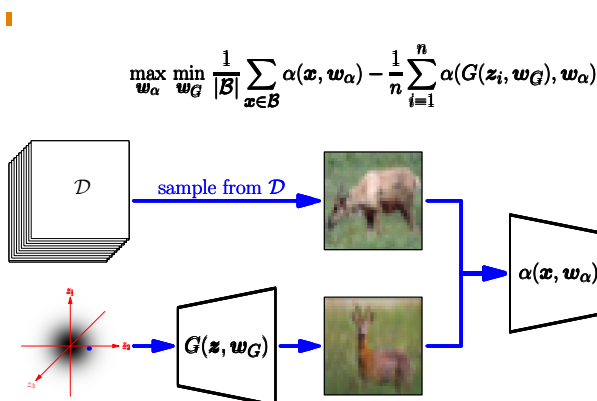 max min 1/|B| ∑ α(x, w_α) − 1/n ∑ α(G(z_i, w_G), w_α)
w_α w_G x∈B i=1 n
D
sample from D
α(x, w_α)
z_1
z_2
z_3
G(z, w_G)